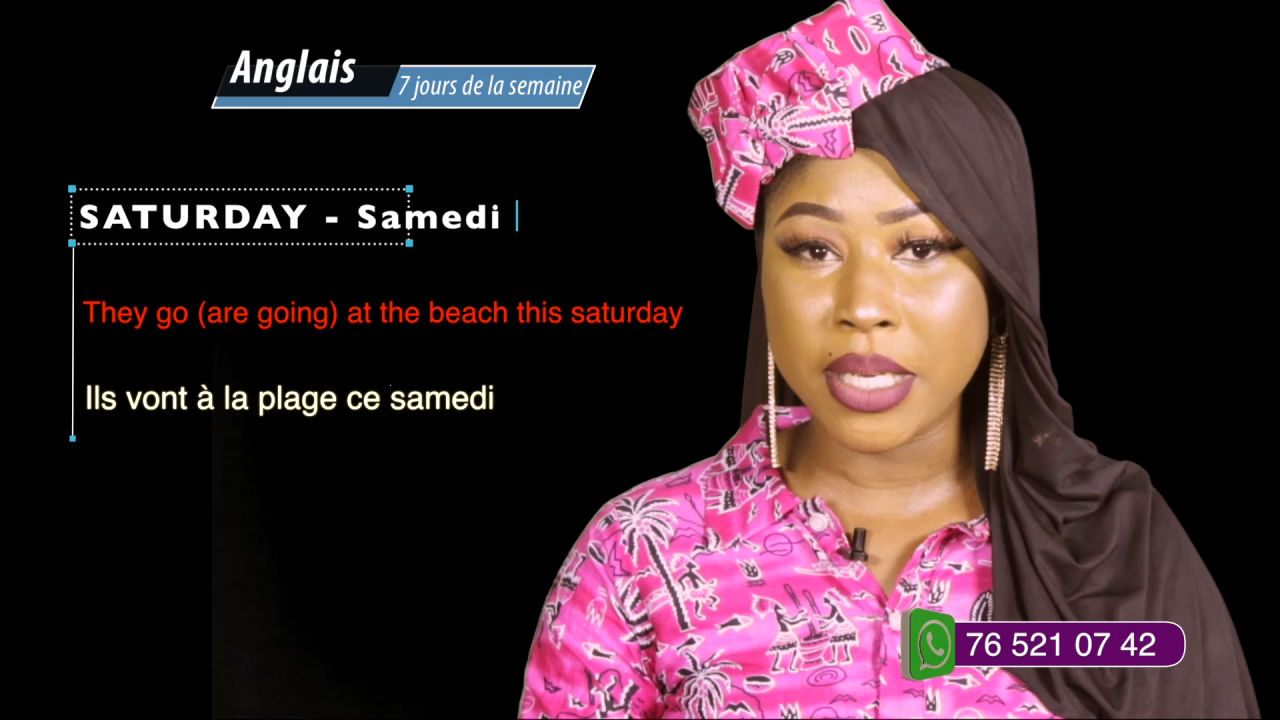 Anglais
7 jours de la semaine
SATURDAY - Samedi
They go (are going) at the beach this saturday
Ils vont à la plage ce samedi
76 521 07 42